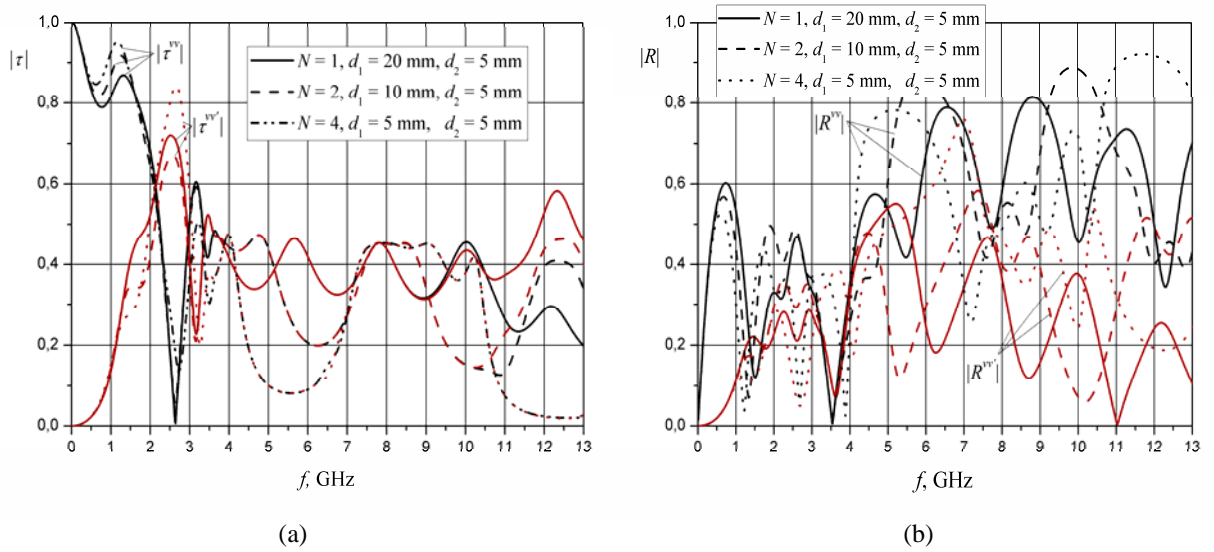 1,0
0,8
0,6
0,4
0,2
0,0
|τ|
|τ^vv|
|τ^vv'|
N = 1, d₁ = 20 mm, d₂ = 5 mm
N = 2, d₁ = 10 mm, d₂ = 5 mm
N = 4, d₁ = 5 mm, d₂ = 5 mm
0 1 2 3 4 5 6 7 8 9 10 11 12 13
f, GHz
(a)
1,0
0,8
0,6
0,4
0,2
0,0
|R|
N = 1, d₁ = 20 mm, d₂ = 5 mm
N = 2, d₁ = 10 mm, d₂ = 5 mm
N = 4, d₁ = 5 mm, d₂ = 5 mm
|R^vv|
|R^vv'|
0 1 2 3 4 5 6 7 8 9 10 11 12 13
f, GHz
(b)